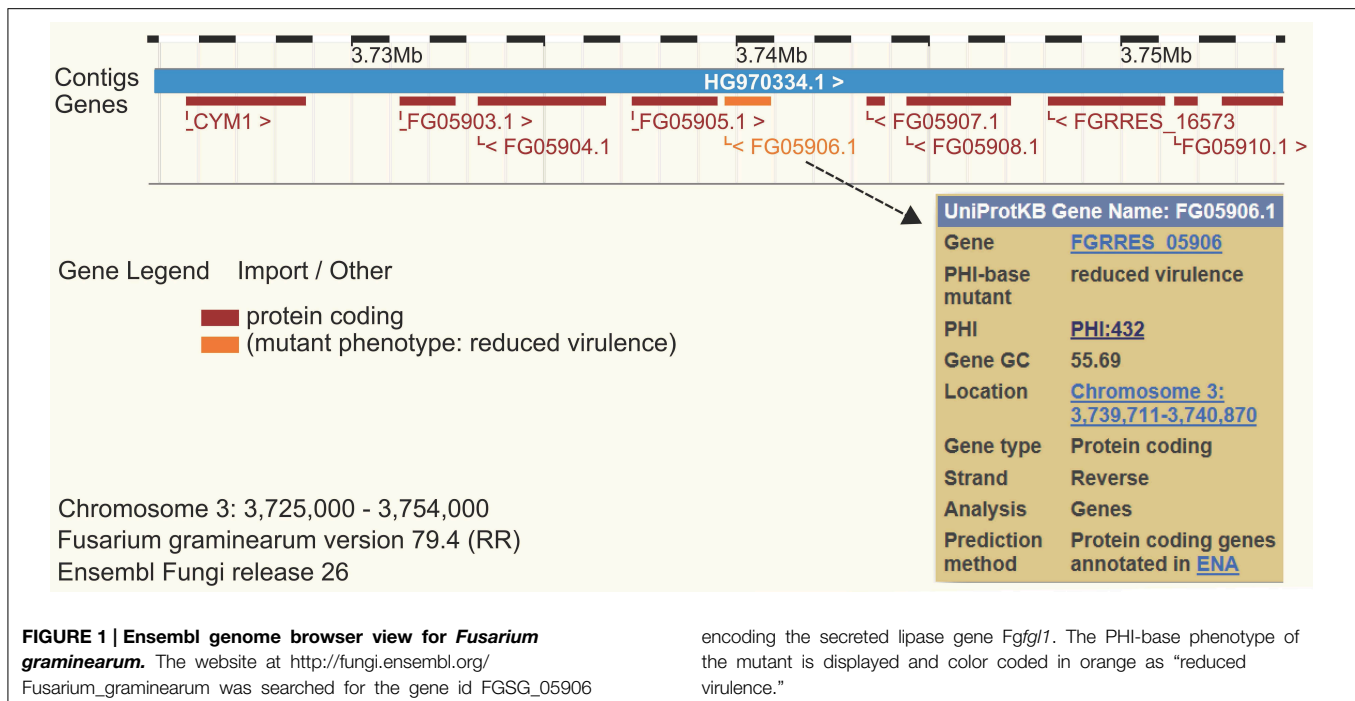 3.73Mb 3.74Mb 3.75Mb
Contigs HG970334.1 >
Genes
CYM1 > FG05903.1 > FG05905.1 > < FG05907.1 < FGRRES_16573
< FG05904.1 < FG05906.1 < FG05908.1 FG05910.1 >
UniProtKB Gene Name: FG05906.1
Gene FGRRES_05906
PHI-base reduced virulence
mutant
PHI PHI:432
Gene GC 55.69
Location Chromosome 3:
3,739,711-3,740,870
Gene type Protein coding
Strand Reverse
Analysis Genes
Prediction Protein coding genes
method annotated in ENA
Gene Legend Import / Other
protein coding
(mutant phenotype: reduced virulence)
Chromosome 3: 3,725,000 - 3,754,000
Fusarium graminearum version 79.4 (RR)
Ensembl Fungi release 26
FIGURE 1 | Ensembl genome browser view for Fusarium
graminearum. The website at http://fungi.ensembl.org/
Fusarium_graminearum was searched for the gene id FGSG_05906
encoding the secreted lipase gene Fgfgl1. The PHI-base phenotype of
the mutant is displayed and color coded in orange as “reduced
virulence.”